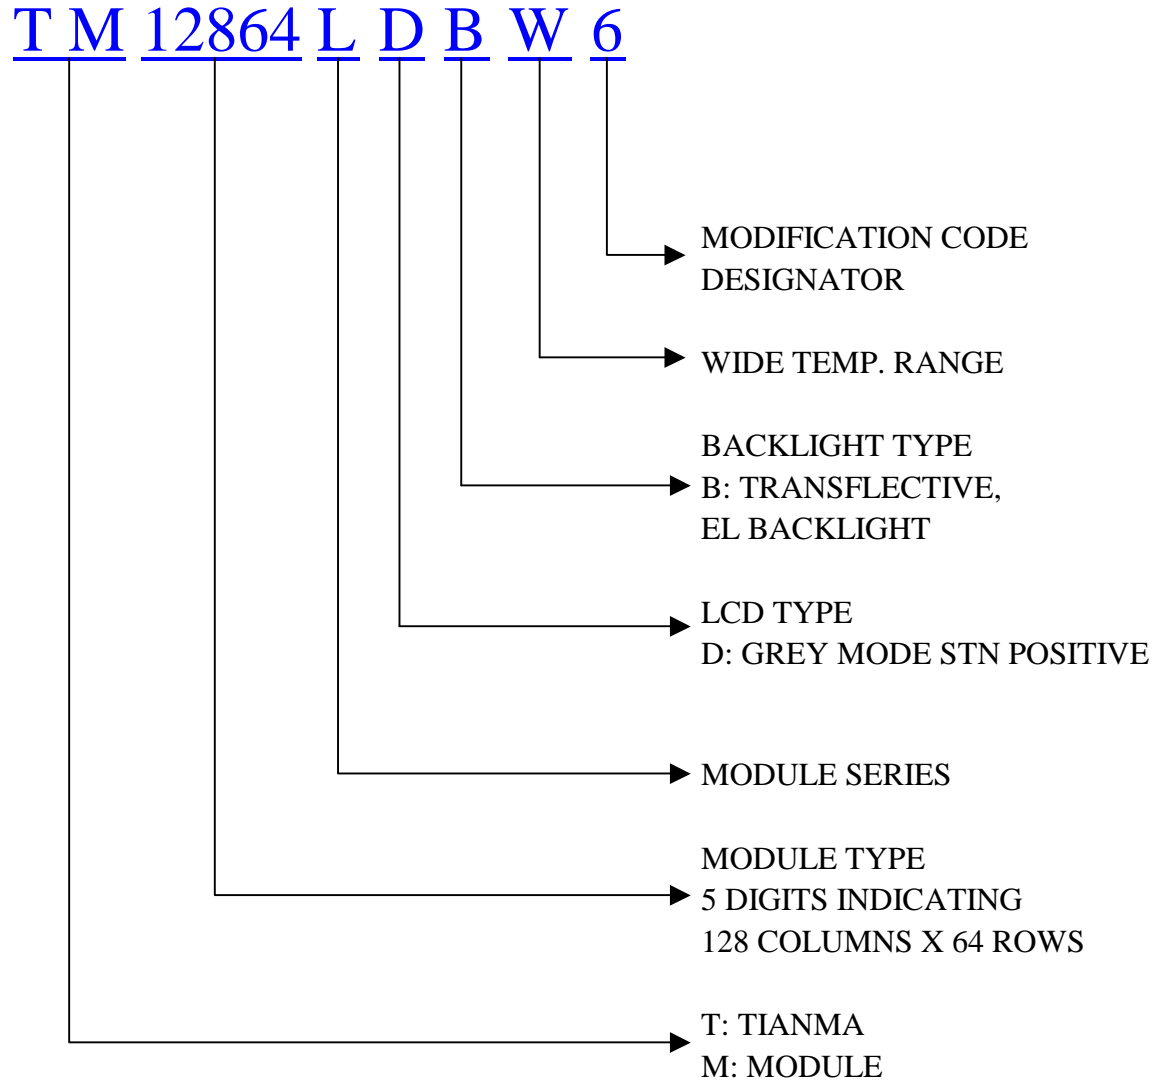 T M 12864 L D B W 6
MODIFICATION CODE
DESIGNATOR
WIDE TEMP. RANGE
BACKLIGHT TYPE
B: TRANSFLECTIVE,
EL BACKLIGHT
LCD TYPE
D: GREY MODE STN POSITIVE
MODULE SERIES
MODULE TYPE
5 DIGITS INDICATING
128 COLUMNS X 64 ROWS
T: TIANMA
M: MODULE